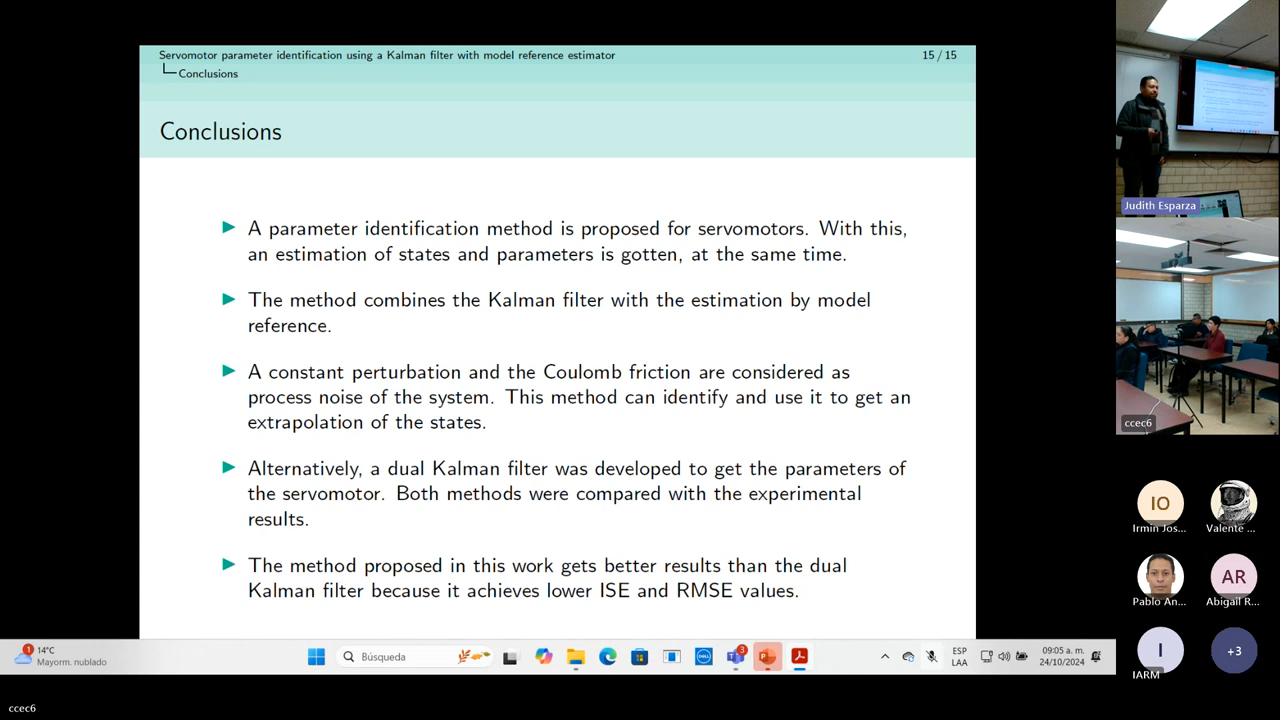 Servomotor parameter identification using a Kalman filter with model reference estimator
15 / 15
Conclusions
Conclusions
A parameter identification method is proposed for servomotors. With this,
an estimation of states and parameters is gotten, at the same time.
The method combines the Kalman filter with the estimation by model
reference.
A constant perturbation and the Coulomb friction are considered as
process noise of the system. This method can identify and use it to get an
extrapolation of the states.
Alternatively, a dual Kalman filter was developed to get the parameters of
the servomotor. Both methods were compared with the experimental
results.
The method proposed in this work gets better results than the dual
Kalman filter because it achieves lower ISE and RMSE values.
Judith Esparza
ccec6
IO
Irmin Jos...
Valente ...
Pablo An...
AR
Abigail R...
I
IARM
+3
1
14°C
Mayorm. nublado
Búsqueda
DELL
3
ESP
LAA
09:05 a. m.
24/10/2024
ccec6